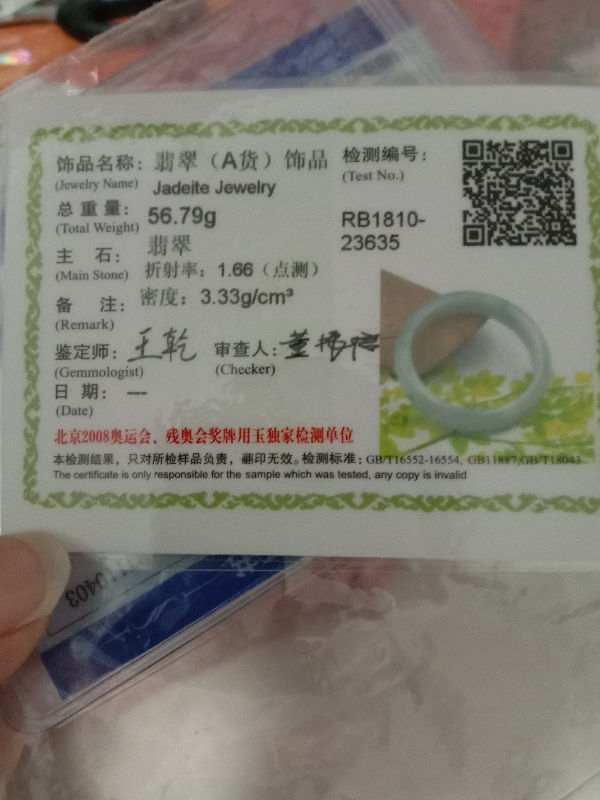 饰品名称：翡翠（A货）饰品
(Jewelry Name) Jadeite Jewelry
检测编号：
(Test No.)
RB1810-
23635
总重量：56.79g
(Total Weight)
主 石：翡翠
(Main Stone) 折射率：1.66（点测）
备 注：密度：3.33g/cm³
(Remark)
鉴定师：王乾 审查人：董振信
(Gemmologist) (Checker)
日 期：---
(Date)
北京2008奥运会、残奥会奖牌用玉独家检测单位
本检测结果，只对所检样品负责，翻印无效。检测标准：GB/T16552-16554, GB11887,GB/T18043
The certificate is only responsible for the sample which was tested, any copy is invalid
110403